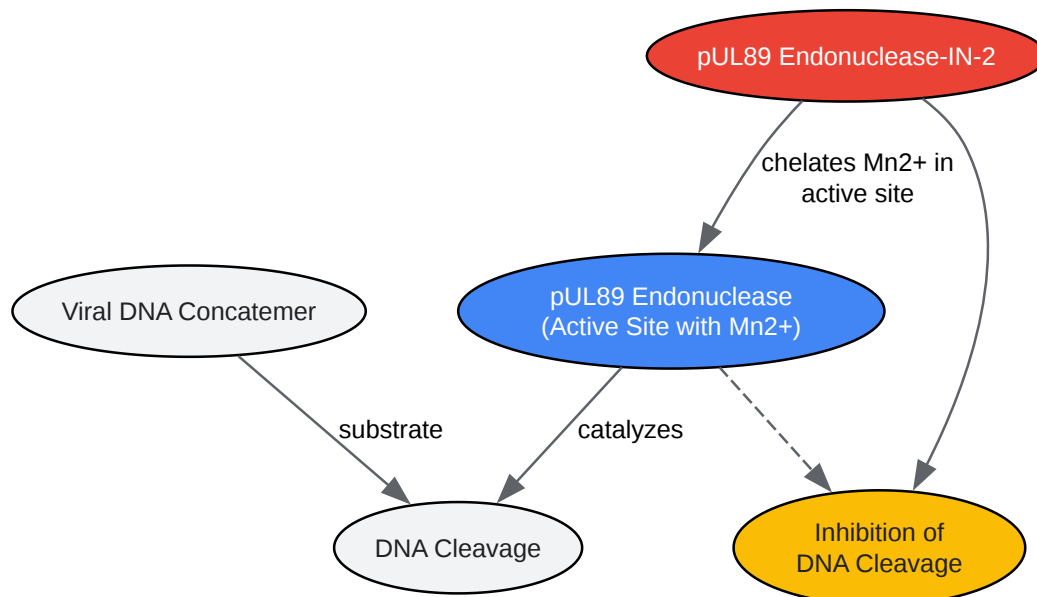 pUL89 Endonuclease-IN-2
chelates Mn2+ in
active site
Viral DNA Concatemer
pUL89 Endonuclease
(Active Site with Mn2+)
substrate
catalyzes
DNA Cleavage
Inhibition of
DNA Cleavage